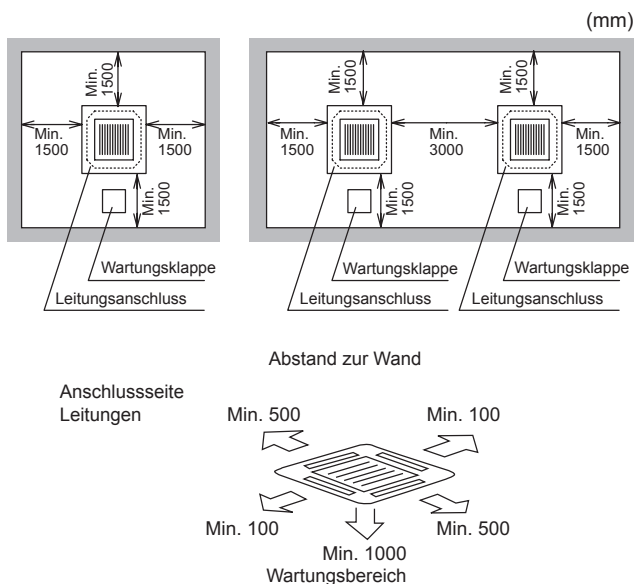 (mm)
Min.
1500
Min.
1500
Min.
1500
Min.
1500
Wartungsklappe
Leitungsanschluss
Min.
1500
Min.
1500
Min.
1500
Min.
3000
Min.
1500
Min.
1500
Min.
1500
Wartungsklappe
Wartungsklappe
Leitungsanschluss
Leitungsanschluss
Abstand zur Wand
Anschlussseite
Leitungen
Min. 500
Min. 100
Min. 100
Min. 500
Min. 1000
Wartungsbereich